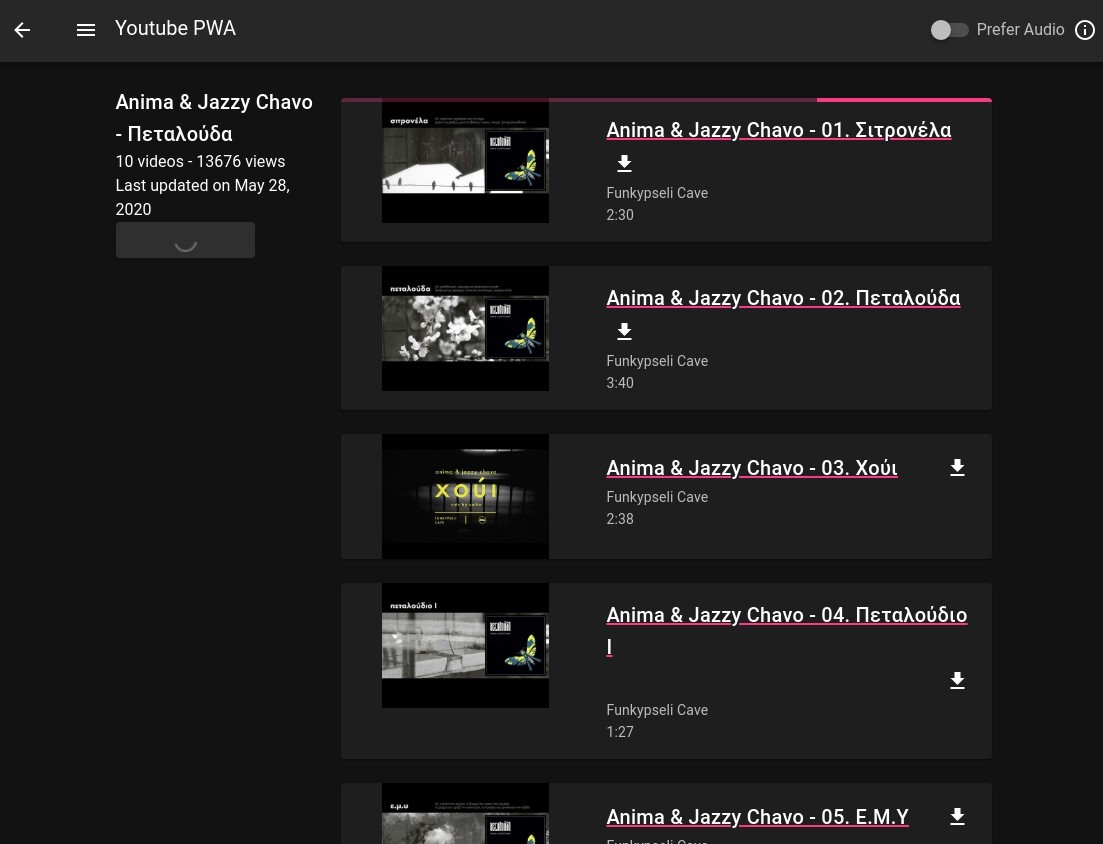 Youtube PWA
Prefer Audio
Anima & Jazzy Chavo
- Πεταλούδα
10 videos - 13676 views
Last updated on May 28,
2020
σιτρονέλα
Anima & Jazzy Chavo - 01. Σιτρονέλα
Funkypseli Cave
2:30
πεταλούδα
Anima & Jazzy Chavo - 02. Πεταλούδα
Funkypseli Cave
3:40
anima & jazzy chavo
χούι
Anima & Jazzy Chavo - 03. Χούι
Funkypseli Cave
2:38
πεταλούδιο Ι
Anima & Jazzy Chavo - 04. Πεταλούδιο
Ι
Funkypseli Cave
1:27
ε.μ.υ
Anima & Jazzy Chavo - 05. Ε.Μ.Υ
Funkypseli Cave